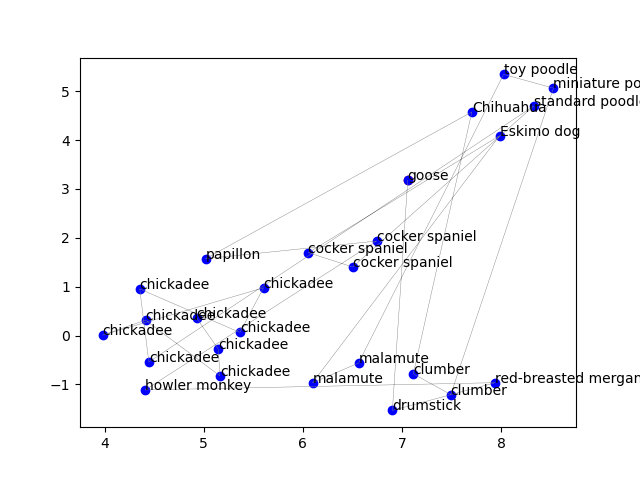 toy poodle
miniature po
standard poodle
Chihuahua
Eskimo dog
goose
cocker spaniel
cocker spaniel
papillon
cocker spaniel
chickadee
chickadee
chickadee
chickadee
chickadee
chickadee
chickadee
chickadee
chickadee
malamute
clumber
chickadee
malamute
red-breasted mergan
howler monkey
clumber
drumstick
5
4
3
2
1
0
−1
4
5
6
7
8